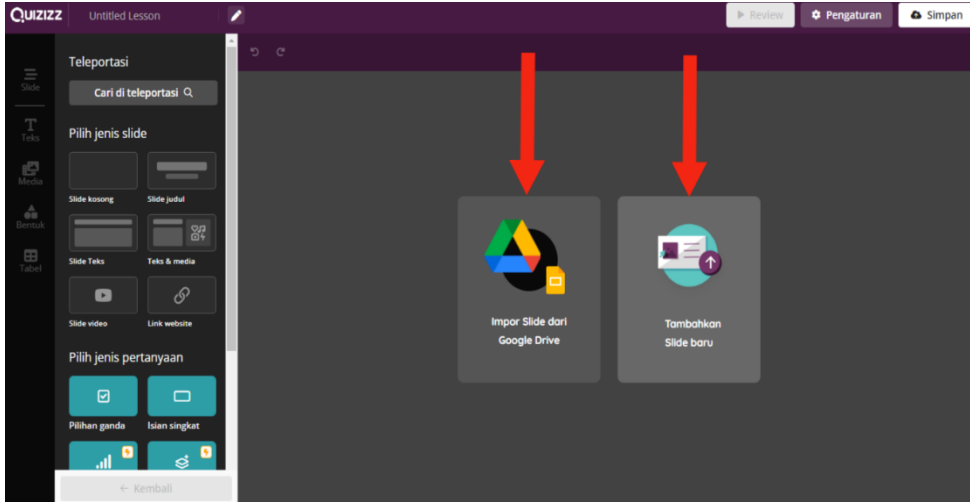 Quizizz
Untitled Lesson
Review
Pengaturan
Simpan
Slide
Teks
Media
Bentuk
Tabel
Teleportasi
Cari di teleportasi
Pilih jenis slide
Slide kosong
Slide judul
Slide Teks
Teks & media
Slide video
Link website
Pilih jenis pertanyaan
Pilihan ganda
Isian singkat
← Kembali
Impor Slide dari
Google Drive
Tambahkan
Slide baru